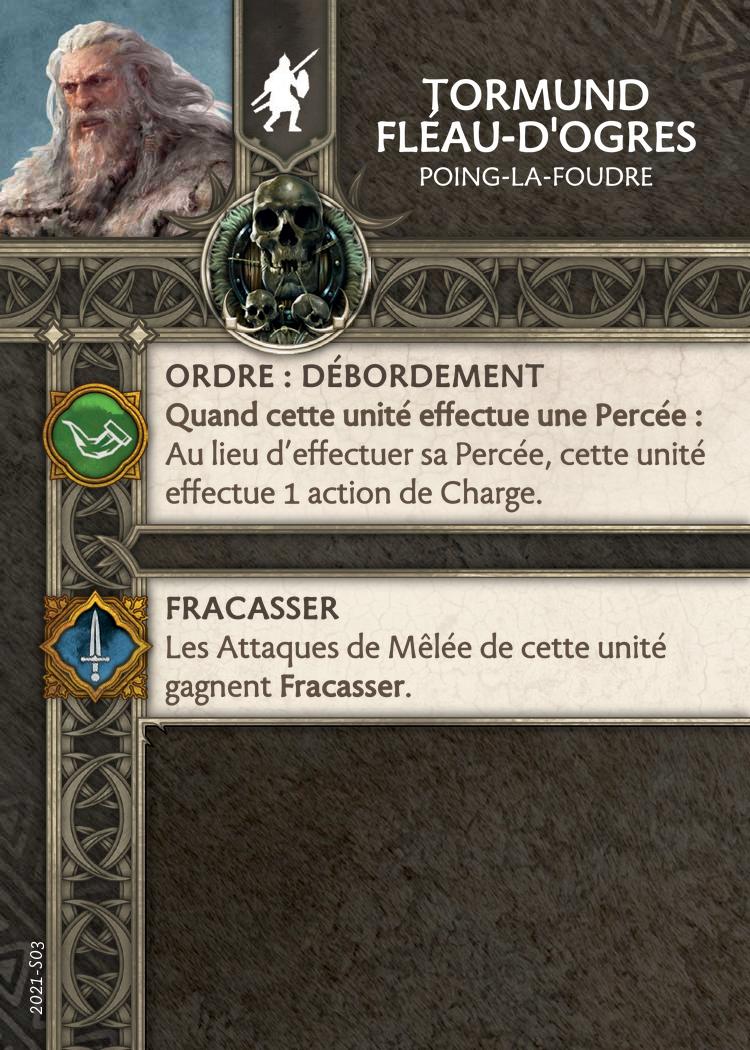 TORMUND
FLÉAU-D'OGRES
POING-LA-FOUDRE
ORDRE : DÉBORDEMENT
Quand cette unité effectue une Percée :
Au lieu d'effectuer sa Percée, cette unité
effectue 1 action de Charge.
FRACASSER
Les Attaques de Mêlée de cette unité
gagnent Fracasser.
2021-S03